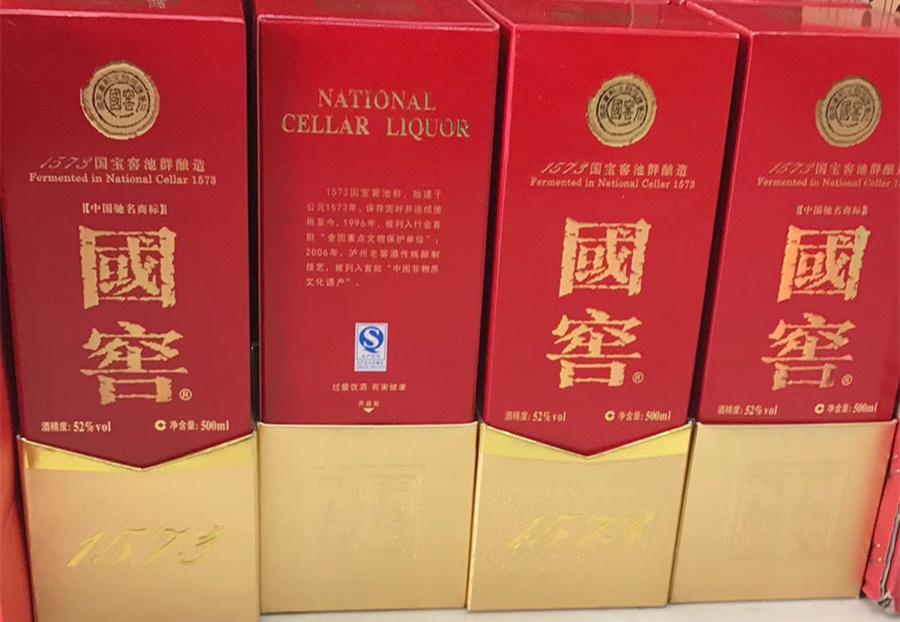 國窖
1573国宝窖池群酿造
Fermented in National Cellar 1573
【中国驰名商标】
國
窖®
酒精度: 52%vol 净含量: 500ml
1573
NATIONAL
CELLAR LIQUOR
1573国宝窖池群，始建于
公元1573年，保存完好并连续使
用至今。1996年，被列入行业首
批“全国重点文物保护单位”；
2006年，泸州老窖酒传统酿制
技艺，被列入首批“中国非物质
文化遗产”。
过量饮酒 有害健康
开启处
國窖
1573国宝窖池群酿造
Fermented in National Cellar 1573
國
窖®
酒精度: 52%vol 净含量: 500ml
1573
國窖
1573国宝窖池群酿
Fermented in National Cellar 1
【中国驰名商标】
國
窖®
酒精度: 52%vol 净含量: 500ml